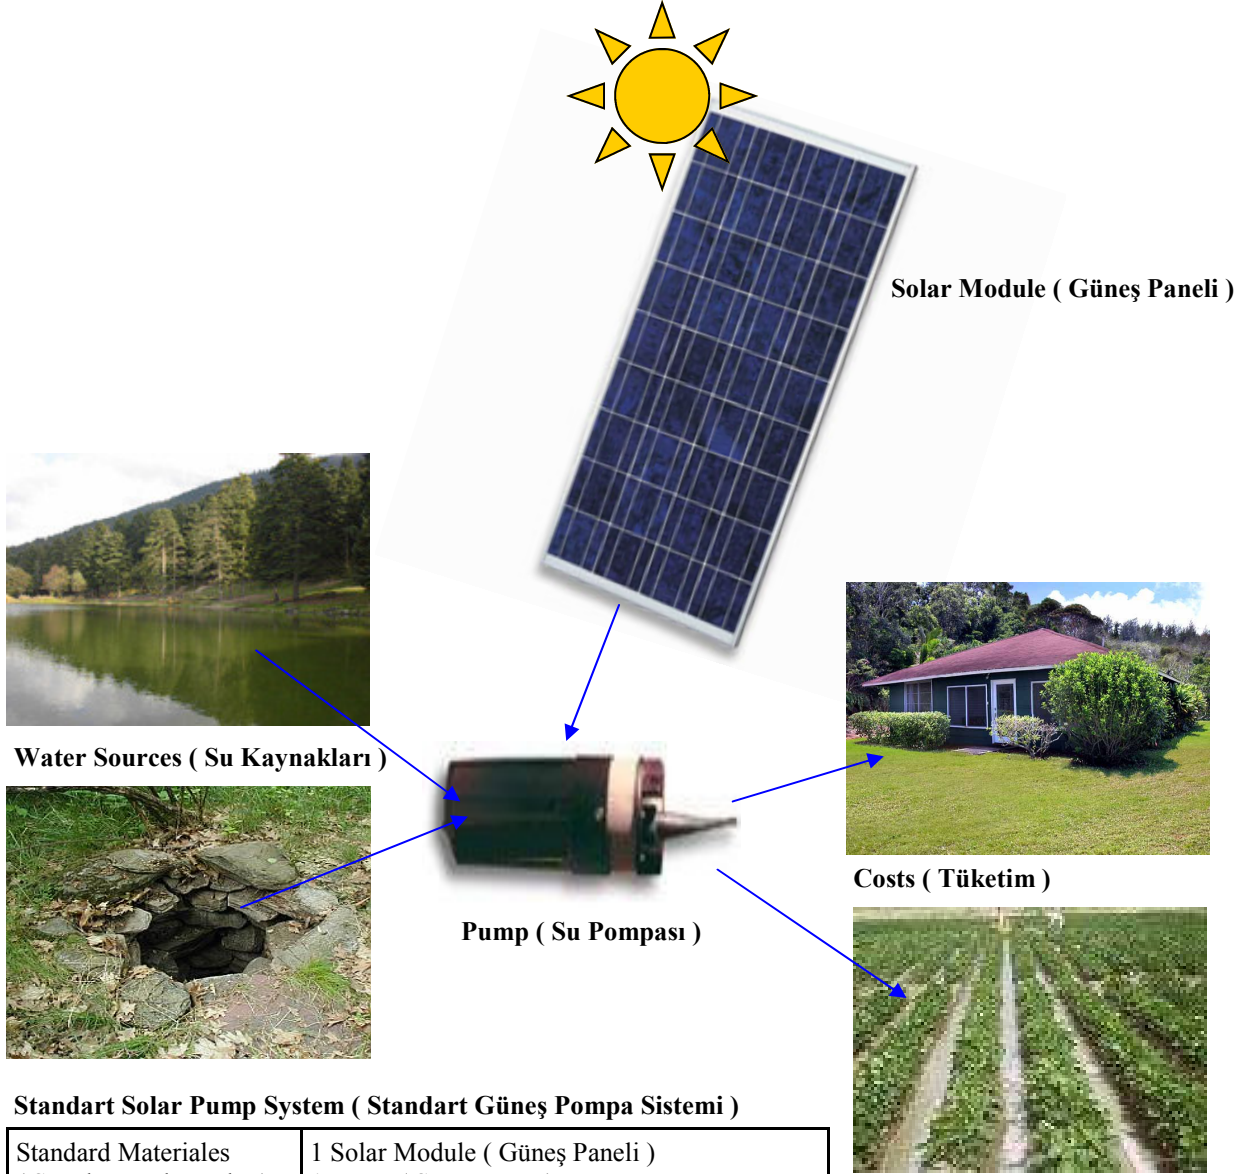 Solar Module ( Güneş Paneli )
Water Sources ( Su Kaynakları )
Costs ( Tüketim )
Pump ( Su Pompası )
Standart Solar Pump System ( Standart Güneş Pompa Sistemi )
Standard Materiales
1 Solar Module ( Güneş Paneli )